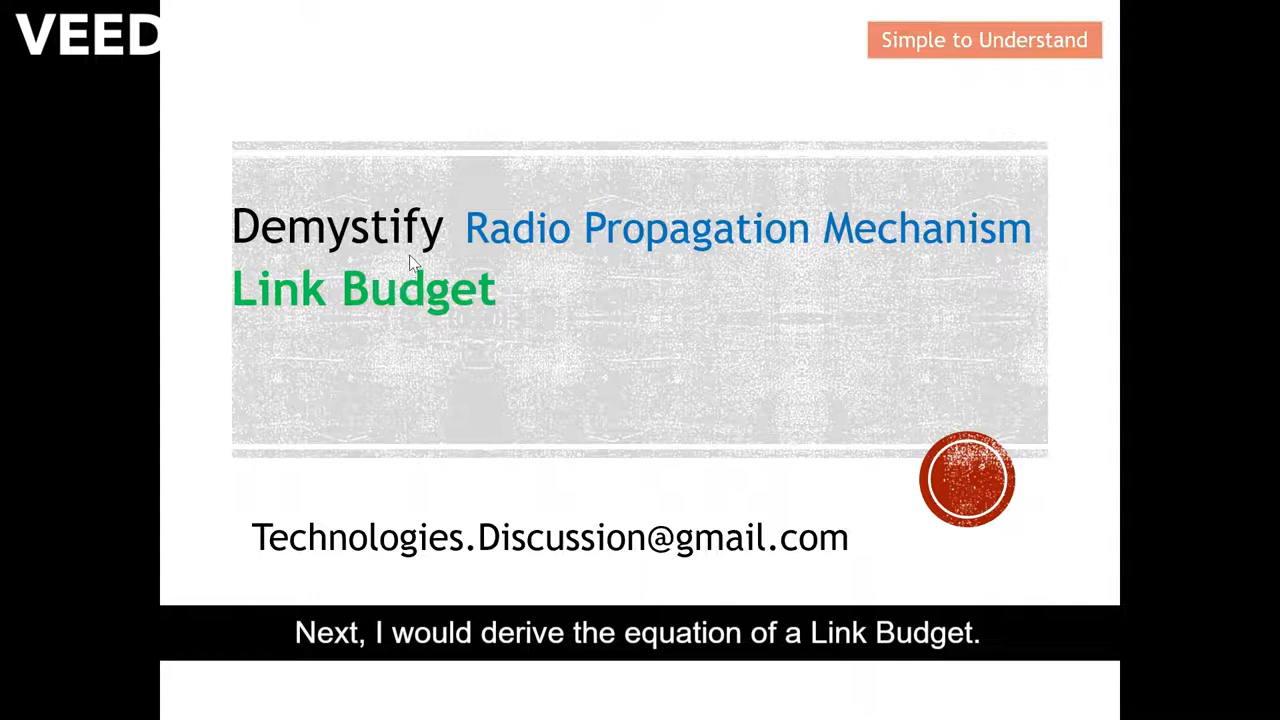 VEED
Simple to Understand
Demystify Radio Propagation Mechanism
Link Budget
Technologies.Discussion@gmail.com
Next, I would derive the equation of a Link Budget.